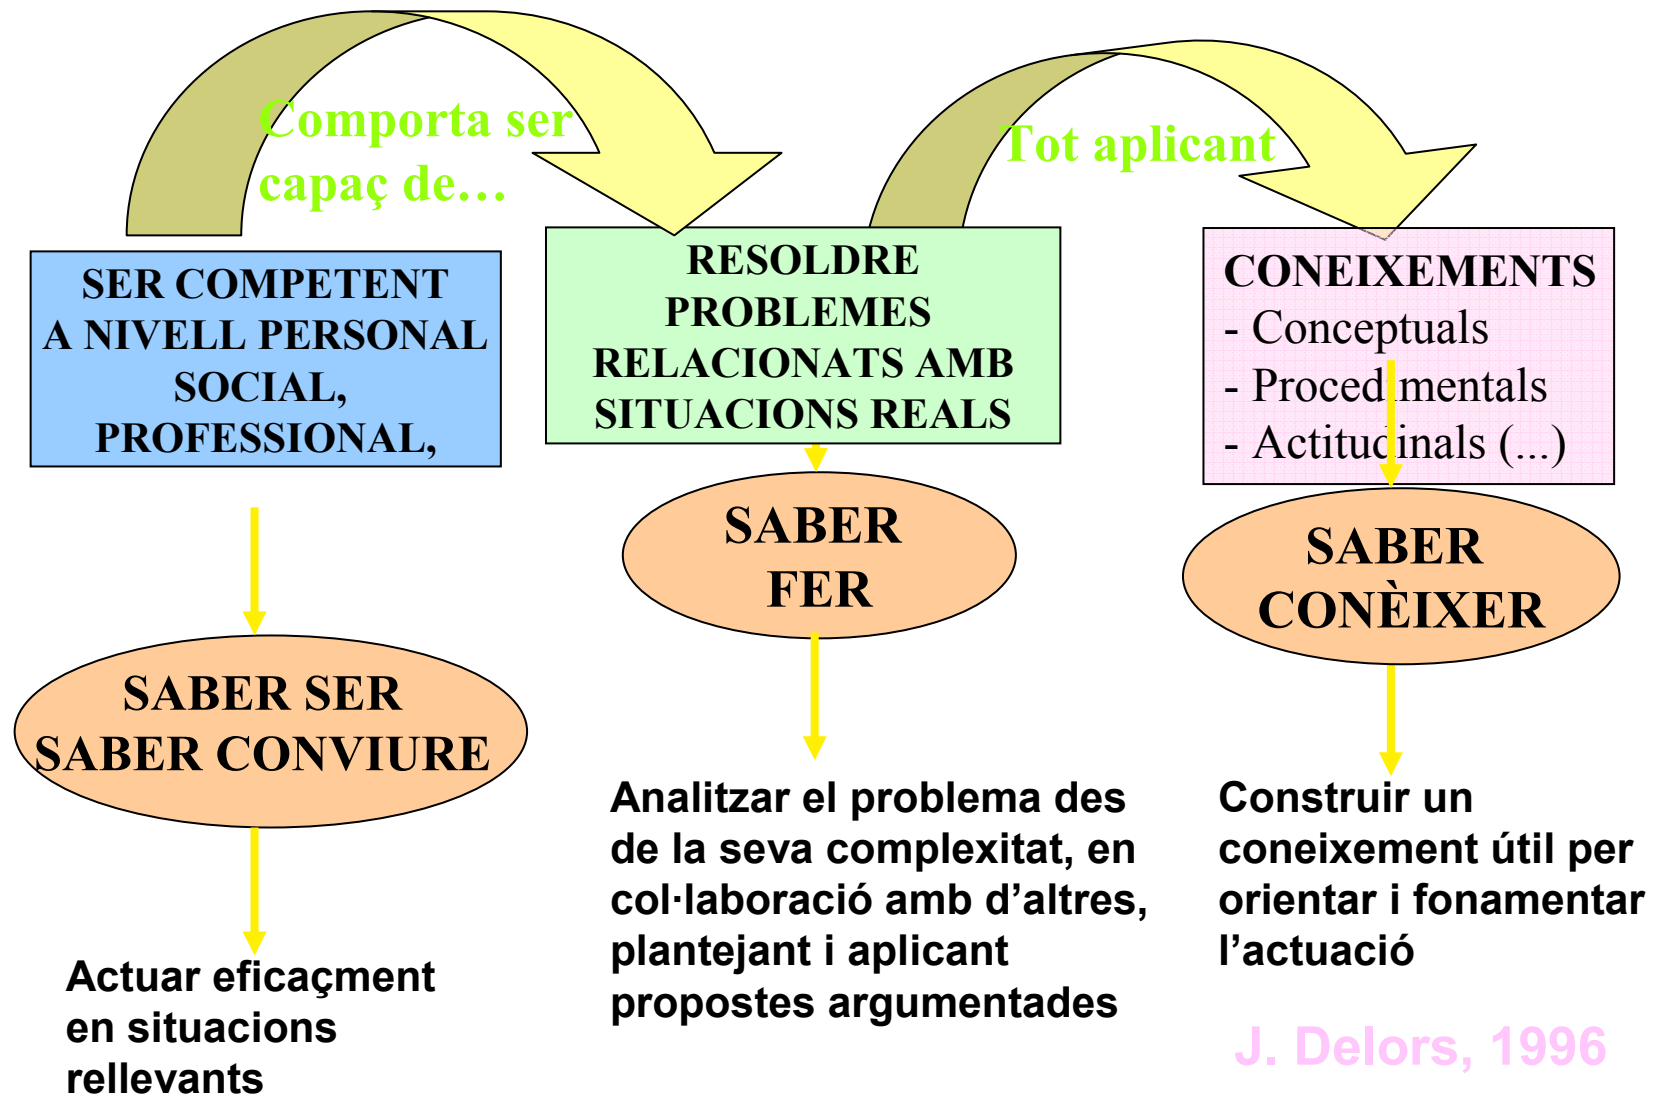 Comporta ser
capaç de...
Tot aplicant
SER COMPETENT
A NIVELL PERSONAL
SOCIAL,
PROFESSIONAL,
RESOLDRE
PROBLEMES
RELACIONATS AMB
SITUACIONS REALS
CONEIXEMENTS
- Conceptuals
- Procedimentals
- Actitudinals (...)
SABER SER
SABER CONVIURE
SABER
FER
SABER
CONÈIXER
Actuar eficaçment
en situacions
rellevants
Analitzar el problema des
de la seva complexitat, en
col·laboració amb d’altres,
plantejant i aplicant
propostes argumentades
Construir un
coneixement útil per
orientar i fonamentar
l’actuació
J. Delors, 1996